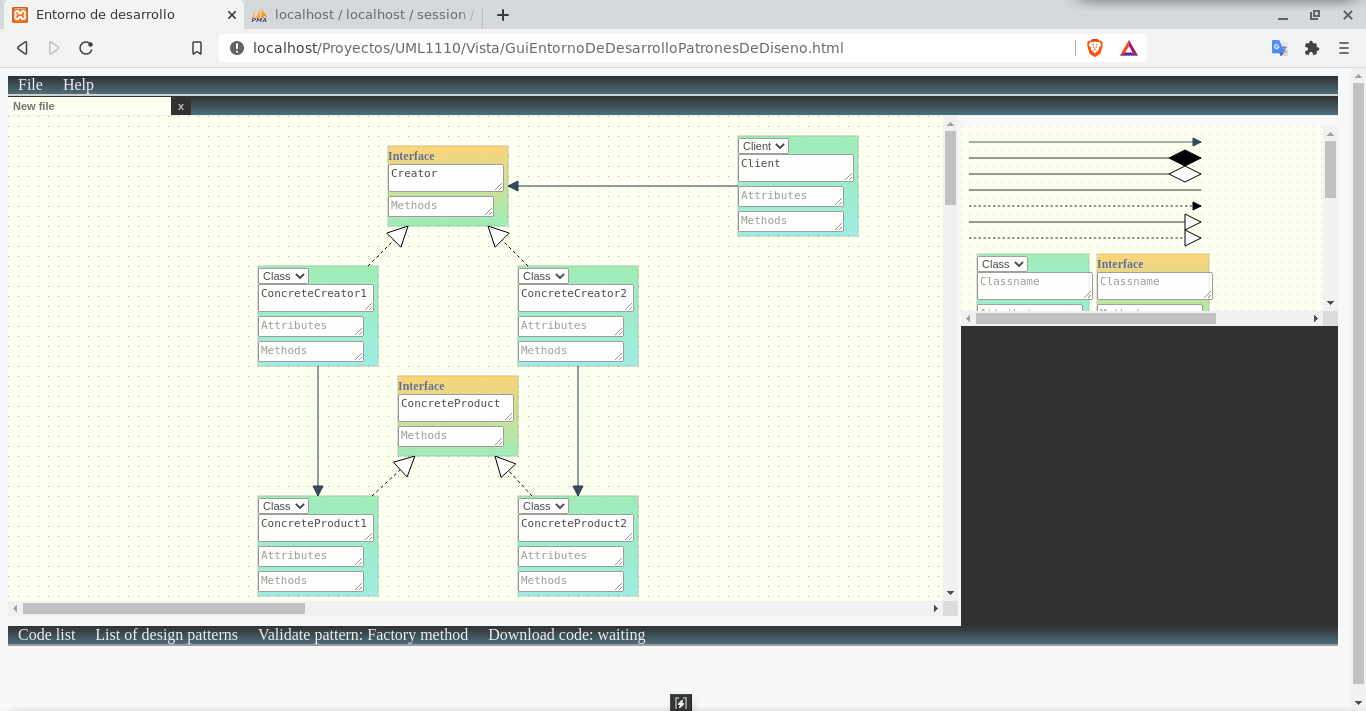 Entorno de desarrollo
localhost / localhost / session /
localhost/Proyectos/UML1110/Vista/GuiEntornoDeDesarrolloPatronesDeDiseno.html
File Help
New file x
Interface
Creator
Methods
Client
Client
Attributes
Methods
Class
ConcreteCreator1
Attributes
Methods
Class
ConcreteCreator2
Attributes
Methods
Interface
ConcreteProduct
Methods
Class
ConcreteProduct1
Attributes
Methods
Class
ConcreteProduct2
Attributes
Methods
Class
Classname
Interface
Classname
Code list List of design patterns Validate pattern: Factory method Download code: waiting